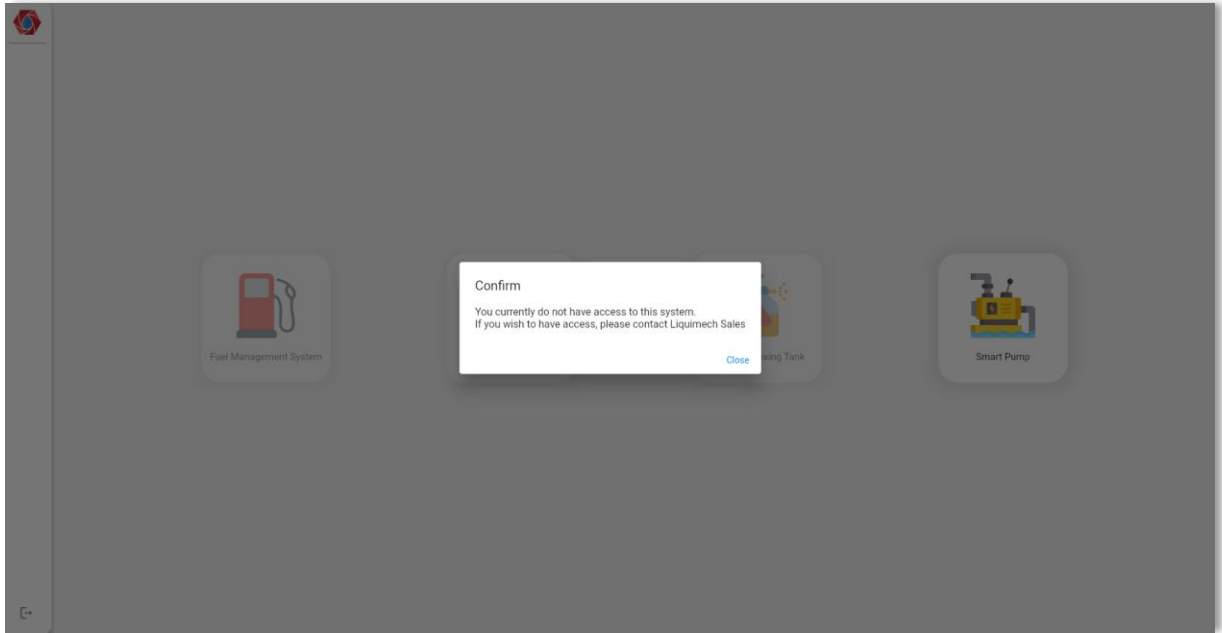 Confirm
You currently do not have access to this system.
If you wish to have access, please contact Liquimech Sales
Close
Fuel Management System
Tank
Smart Pump